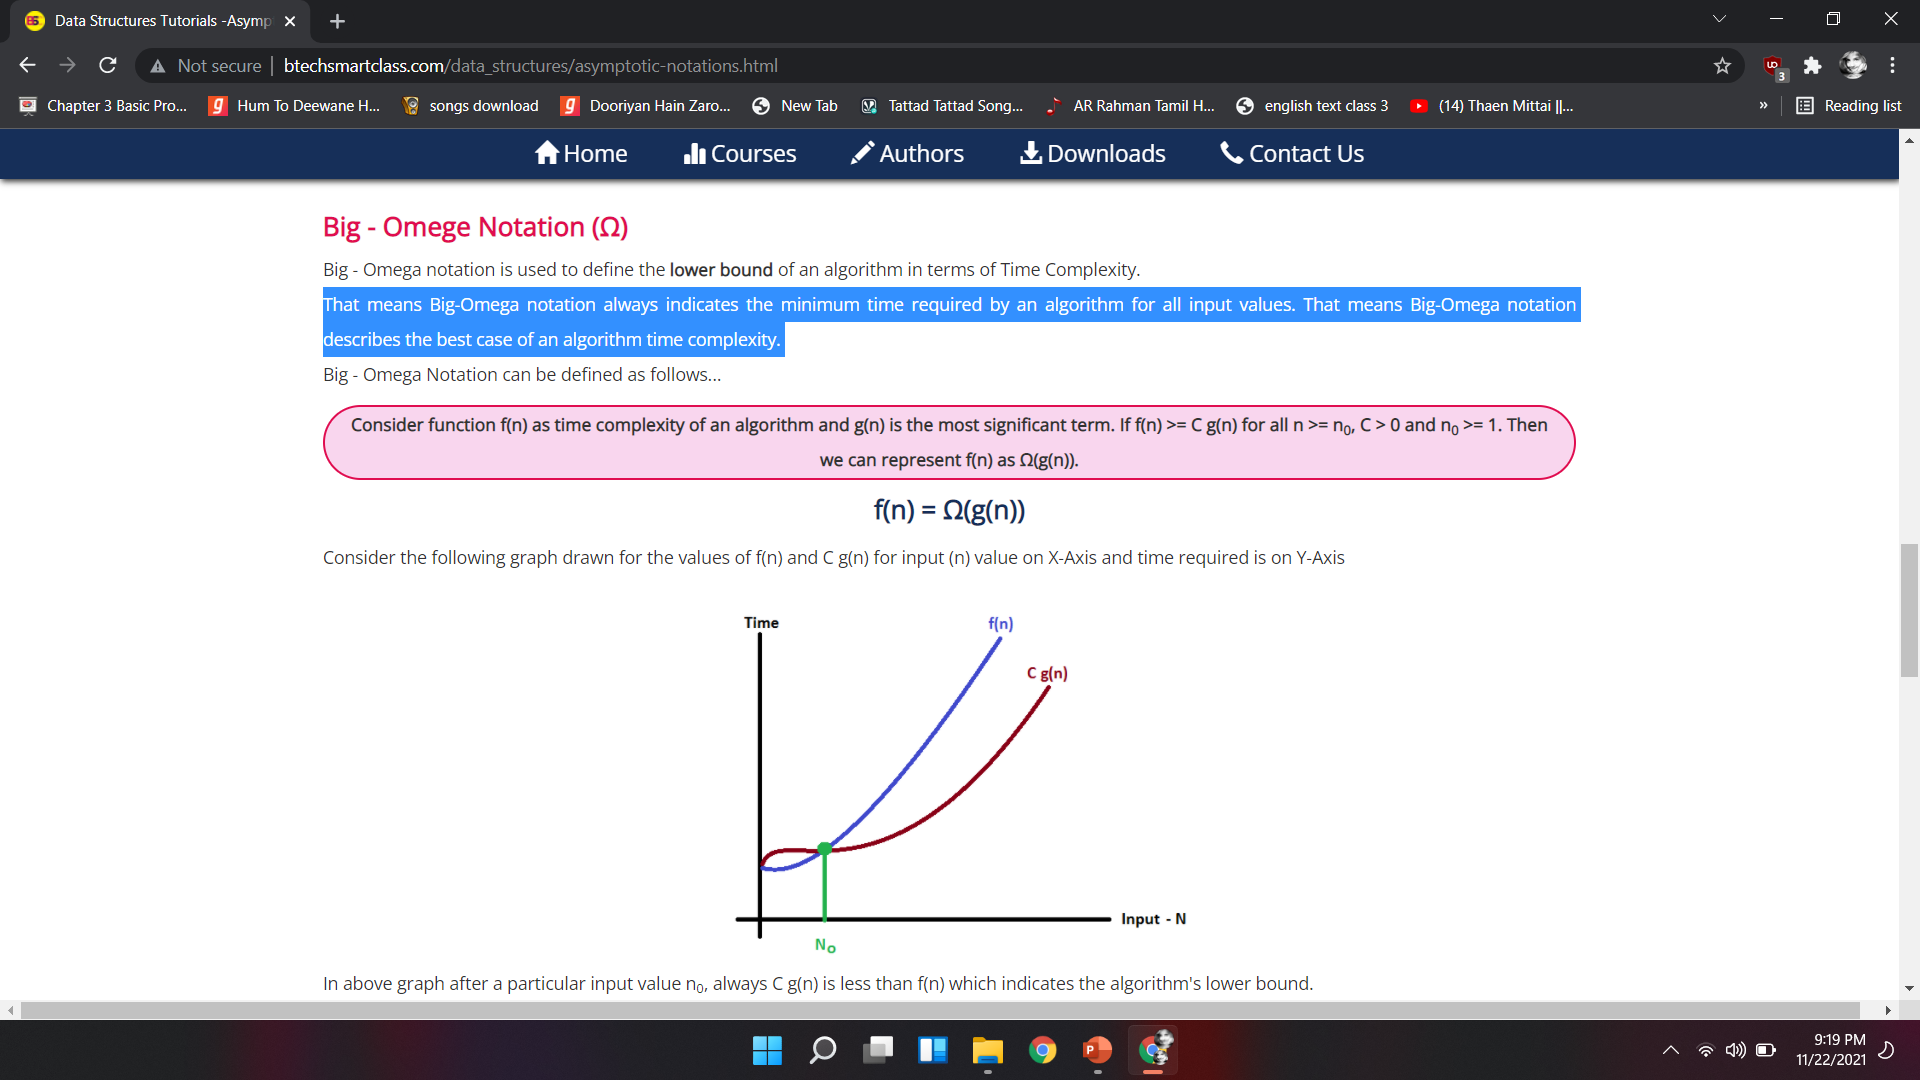 Data Structures Tutorials -Asymp
Not secure | btechsmartclass.com/data_structures/asymptotic-notations.html
3
Chapter 3 Basic Pro... Hum To Deewane H... songs download Dooriyan Hain Zaro... New Tab Tattad Tattad Song... AR Rahman Tamil H... english text class 3 (14) Thaen Mittai ||... » Reading list
Home Courses Authors Downloads Contact Us
Big - Omege Notation (Ω)
Big - Omega notation is used to define the lower bound of an algorithm in terms of Time Complexity.
That means Big-Omega notation always indicates the minimum time required by an algorithm for all input values. That means Big-Omega notation
describes the best case of an algorithm time complexity.
Big - Omega Notation can be defined as follows...
Consider function f(n) as time complexity of an algorithm and g(n) is the most significant term. If f(n) >= C g(n) for all n >= n₀, C > 0 and n₀ >= 1. Then
we can represent f(n) as Ω(g(n)).
f(n) = Ω(g(n))
Consider the following graph drawn for the values of f(n) and C g(n) for input (n) value on X-Axis and time required is on Y-Axis
Time
f(n)
C g(n)
Input - N
N₀
In above graph after a particular input value n₀, always C g(n) is less than f(n) which indicates the algorithm's lower bound.
9:19 PM
11/22/2021